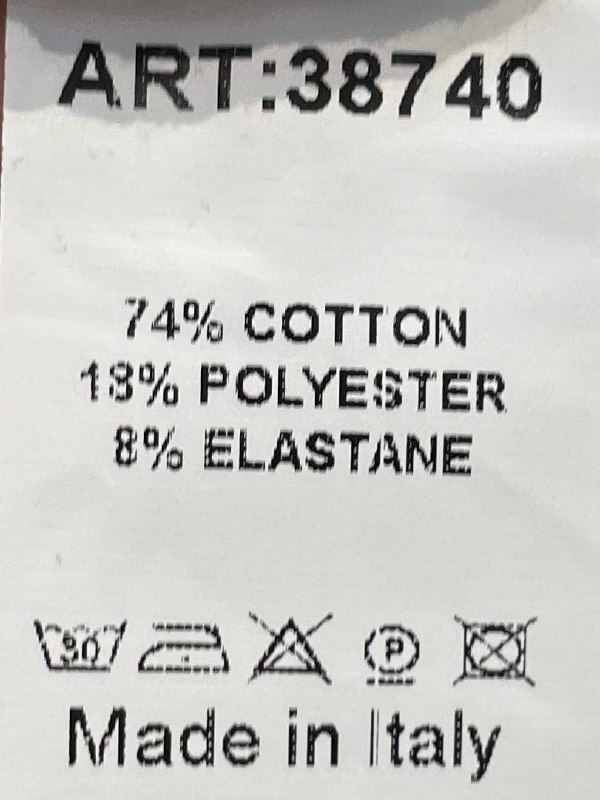 ART:38740
74% COTTON
18% POLYESTER
8% ELASTANE
30 P
Made in Italy